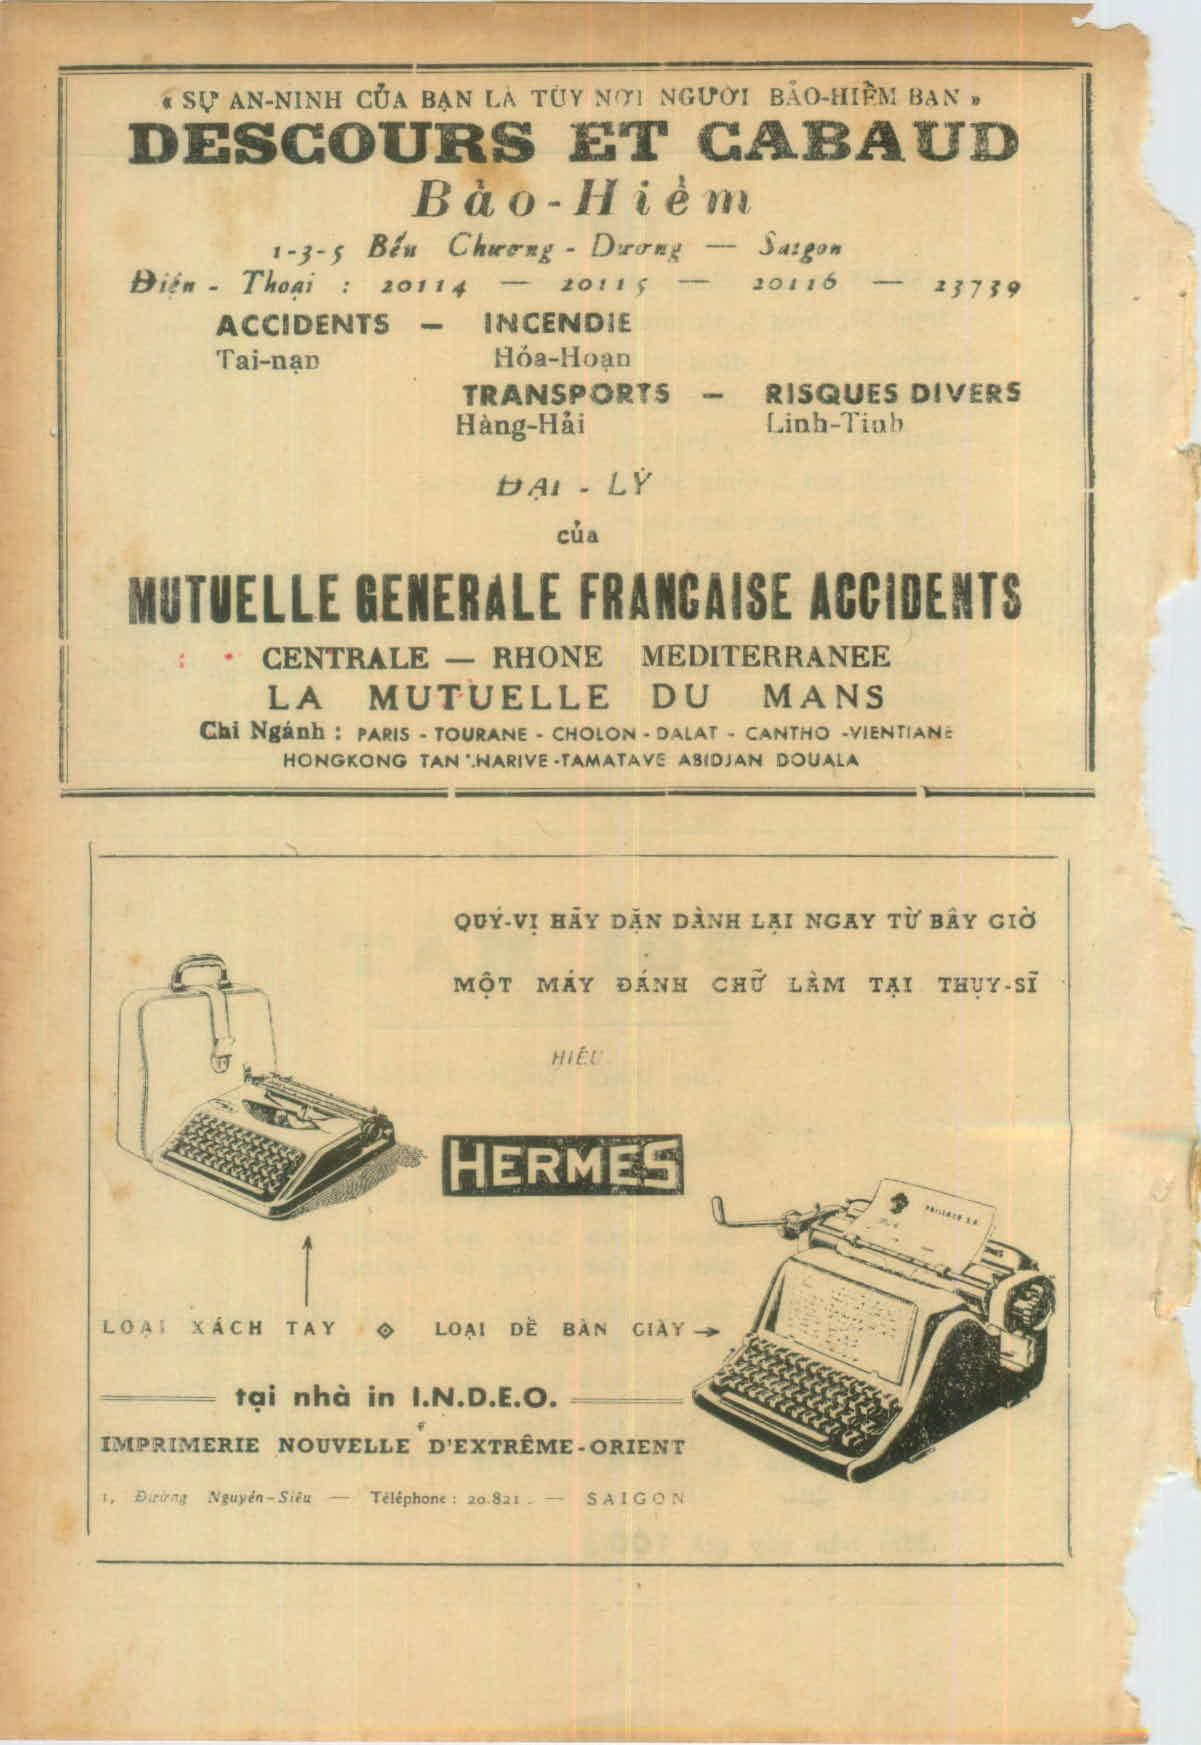 « SỰ AN-NINH CỦA BẠN LÀ TÙY NƠI NGƯỜI BẢO-HIỂM BẠN »
DESCOURS ET CABAUD
Bảo-Hiểm
1-3-5 Bến Chương-Dương — Saigon
Điện-Thoại : 20114 — 20115 — 20116 — 23739
ACCIDENTS — INCENDIE
Tai-nạn Hỏa-Hoạn
TRANSPORTS — RISQUES DIVERS
Hàng-Hải Linh-Tinh
ĐẠI - LÝ
của
MUTUELLE GENERALE FRANCAISE ACCIDENTS
CENTRALE — RHONE MEDITERRANEE
LA MUTUELLE DU MANS
Chi Ngánh : PARIS - TOURANE - CHOLON - DALAT - CANTHO -VIENTIANE
HONGKONG TANANARIVE -TAMATAVE ABIDJAN DOUALA
QUÝ-VỊ HÃY DẶN DÀNH LẠI NGAY TỪ BÂY GIỜ
MỘT MÁY ĐÁNH CHỮ LÀM TẠI THỤY-SĨ
HIỆU
HERMES
PAILLARD S.A.
LOẠI XÁCH TAY LOẠI DỀ BÀN GIẤY
tại nhà in I.N.D.E.O.
IMPRIMERIE NOUVELLE D'EXTRÊME-ORIENT
1, Đường Nguyễn-Siêu — Téléphone : 20.821 . — SAIGON